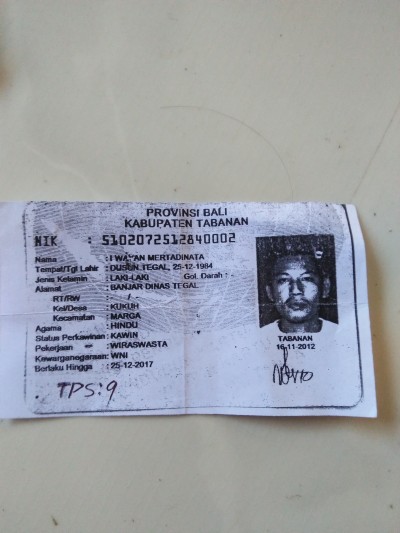 PROVINSI BALI
KABUPATEN TABANAN
NIK : 5102072512840002
Nama : I WAYAN MERTADINATA
Tempat/Tgl Lahir : DUSUN TEGAL, 25-12-1984
Jenis Kelamin : LAKI-LAKI Gol. Darah : -
Alamat : BANJAR DINAS TEGAL
RT/RW : - / -
Kel/Desa : KUKUH
Kecamatan : MARGA
Agama : HINDU
Status Perkawinan : KAWIN
Pekerjaan : WIRASWASTA
Kewarganegaraan : WNI
Berlaku Hingga : 25-12-2017
TABANAN
16-11-2012
TPS : 9